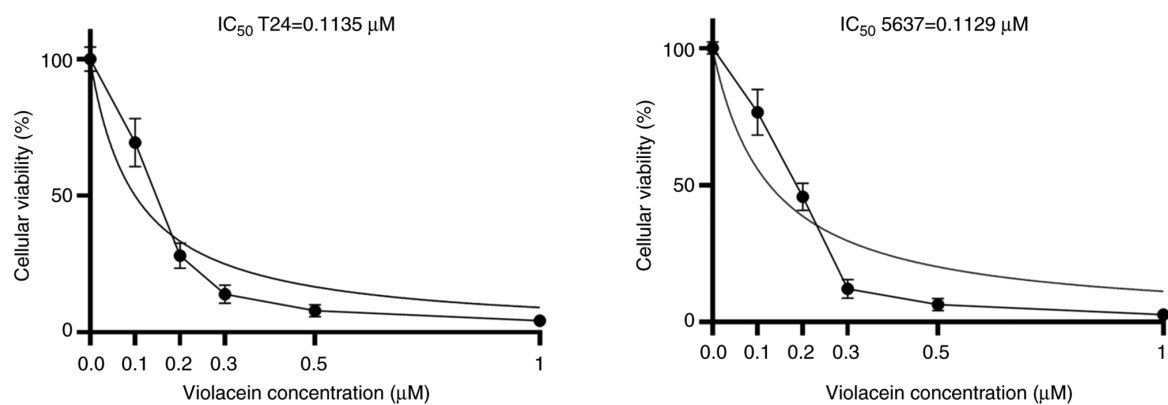 IC50 T24=0.1135 μM
Cellular viability (%)
100
50
0
0.0 0.1 0.2 0.3 0.5 1
Violacein concentration (μM)
IC50 5637=0.1129 μM
Cellular viability (%)
100
50
0
0.0 0.1 0.2 0.3 0.5 1
Violacein concentration (μM)